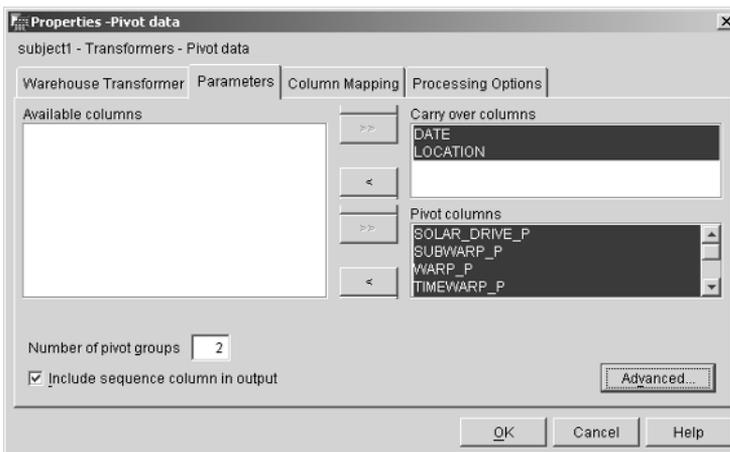 Properties -Pivot data
subject1 - Transformers - Pivot data
Warehouse Transformer Parameters Column Mapping Processing Options
Available columns
>>
<
Carry over columns
DATE
LOCATION
>>
<
Pivot columns
SOLAR_DRIVE_P
SUBWARP_P
WARP_P
TIMEWARP_P
Number of pivot groups 2
Include sequence column in output
Advanced...
OK Cancel Help